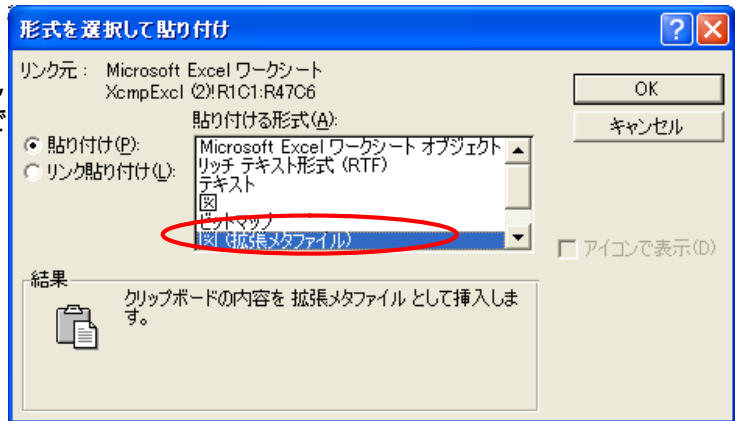 形式を選択して貼り付け
リンク元： Microsoft Excel ワークシート
XcmpExcl (2)!R1C1:R47C6
OK
キャンセル
貼り付ける形式(A):
貼り付け(P):
リンク貼り付け(L):
Microsoft Excel ワークシート オブジェクト
リッチ テキスト形式 (RTF)
テキスト
図
ビットマップ
図 (拡張メタファイル)
アイコンで表示(D)
結果
クリップボードの内容を 拡張メタファイル として挿入しま
す。